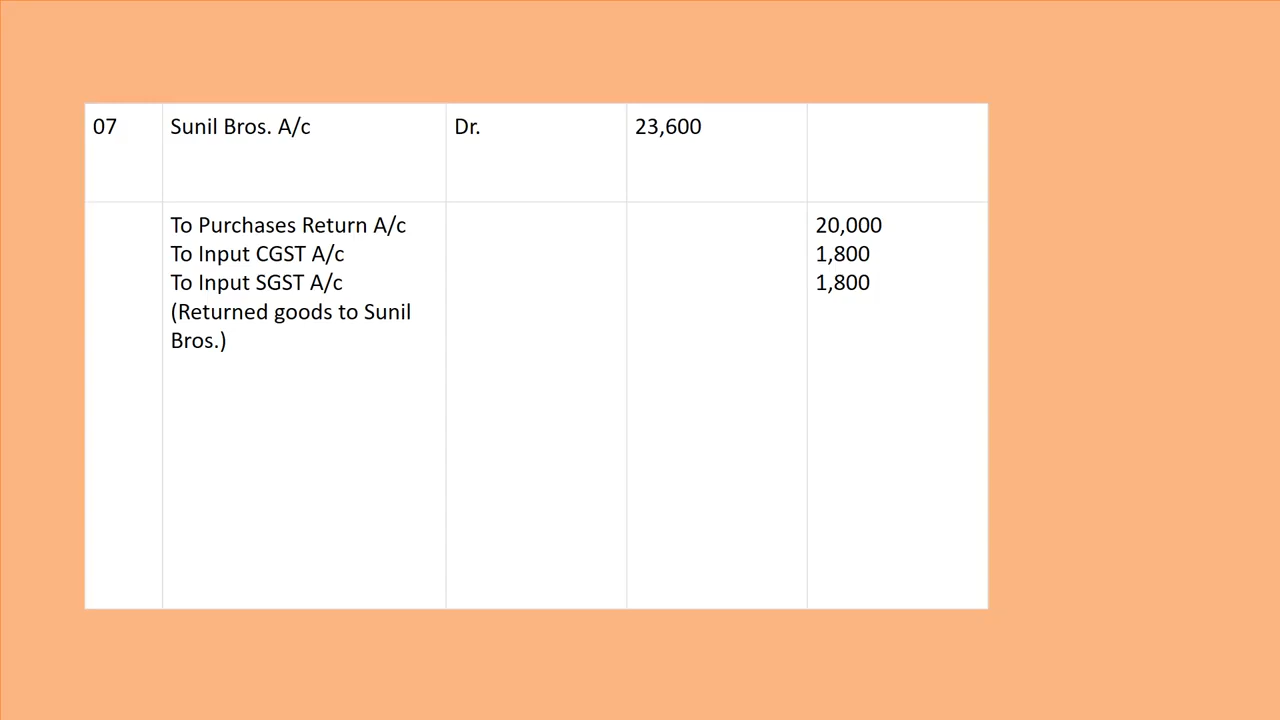 07 Sunil Bros. A/c Dr. 23,600
To Purchases Return A/c 20,000
To Input CGST A/c 1,800
To Input SGST A/c 1,800
(Returned goods to Sunil
Bros.)